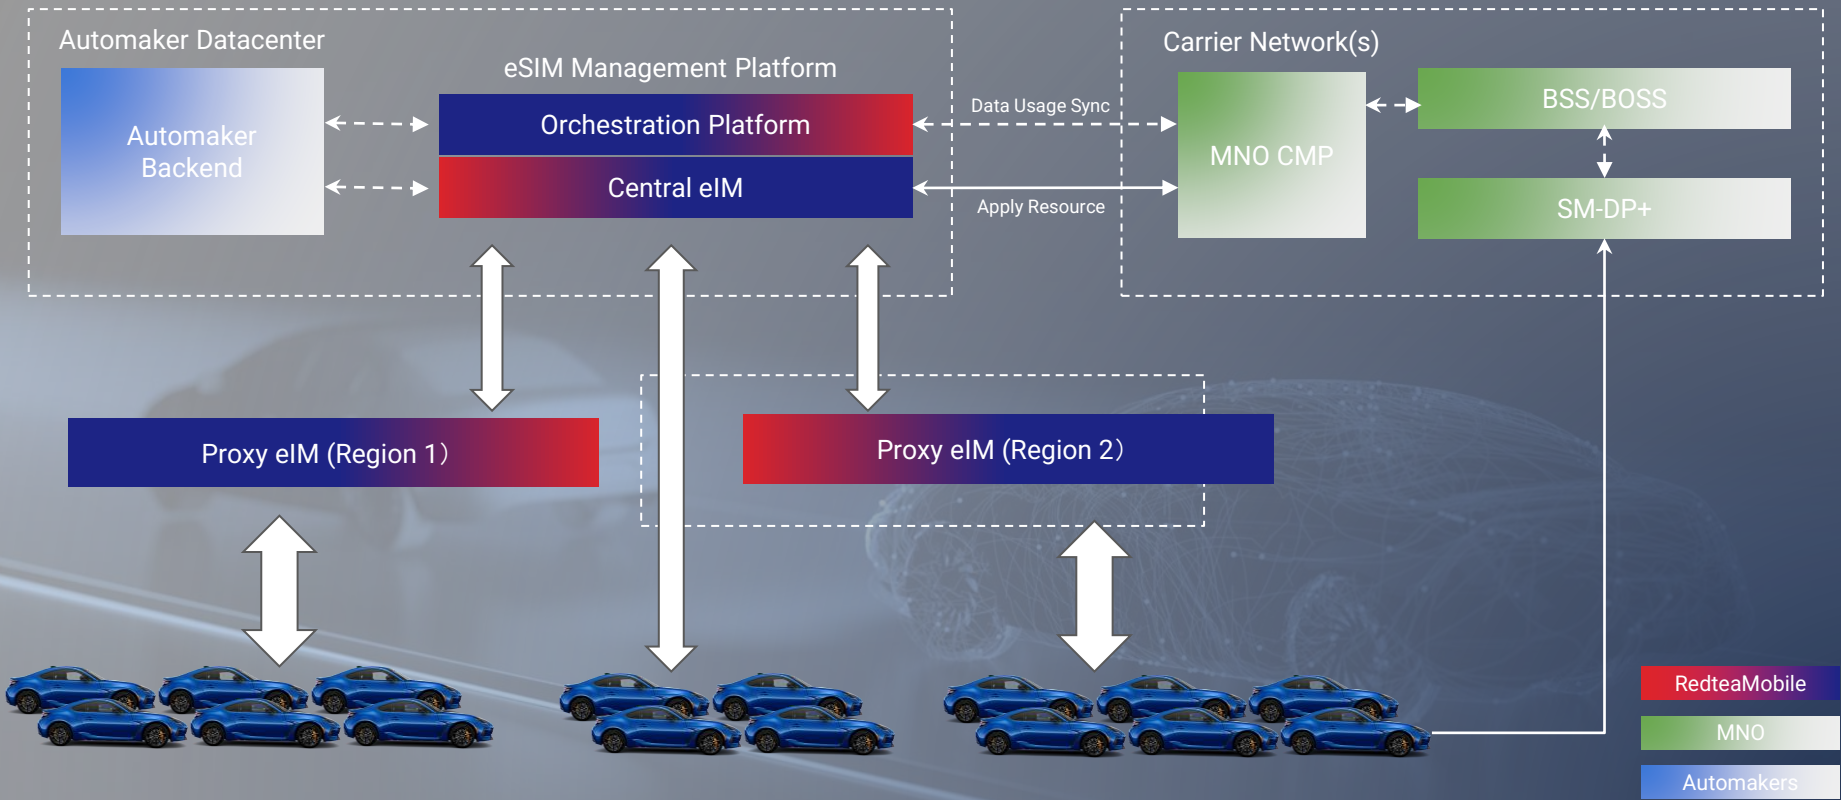 Automaker Datacenter
Automaker
Backend
eSIM Management Platform
Orchestration Platform
Central eIM
Data Usage Sync
Apply Resource
Carrier Network(s)
MNO CMP
BSS/BOSS
SM-DP+
Proxy eIM (Region 1）
Proxy eIM (Region 2）
RedteaMobile
MNO
Automakers